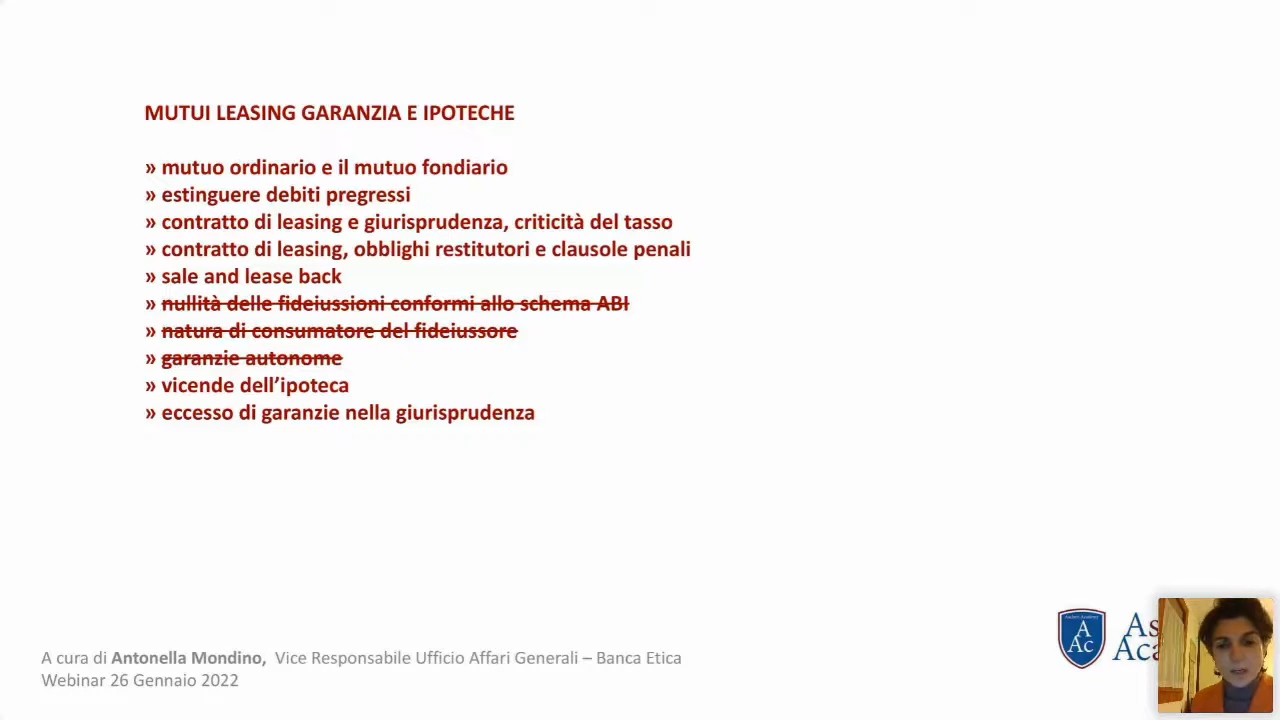 MUTUI LEASING GARANZIA E IPOTECHE
» mutuo ordinario e il mutuo fondiario
» estinguere debiti pregressi
» contratto di leasing e giurisprudenza, criticità del tasso
» contratto di leasing, obblighi restitutori e clausole penali
» sale and lease back
» nullità delle fideiussioni conformi allo schema ABI
» natura di consumatore del fideiussore
» garanzie autonome
» vicende dell’ipoteca
» eccesso di garanzie nella giurisprudenza
A cura di Antonella Mondino, Vice Responsabile Ufficio Affari Generali – Banca Etica
Webinar 26 Gennaio 2022
A
Ac